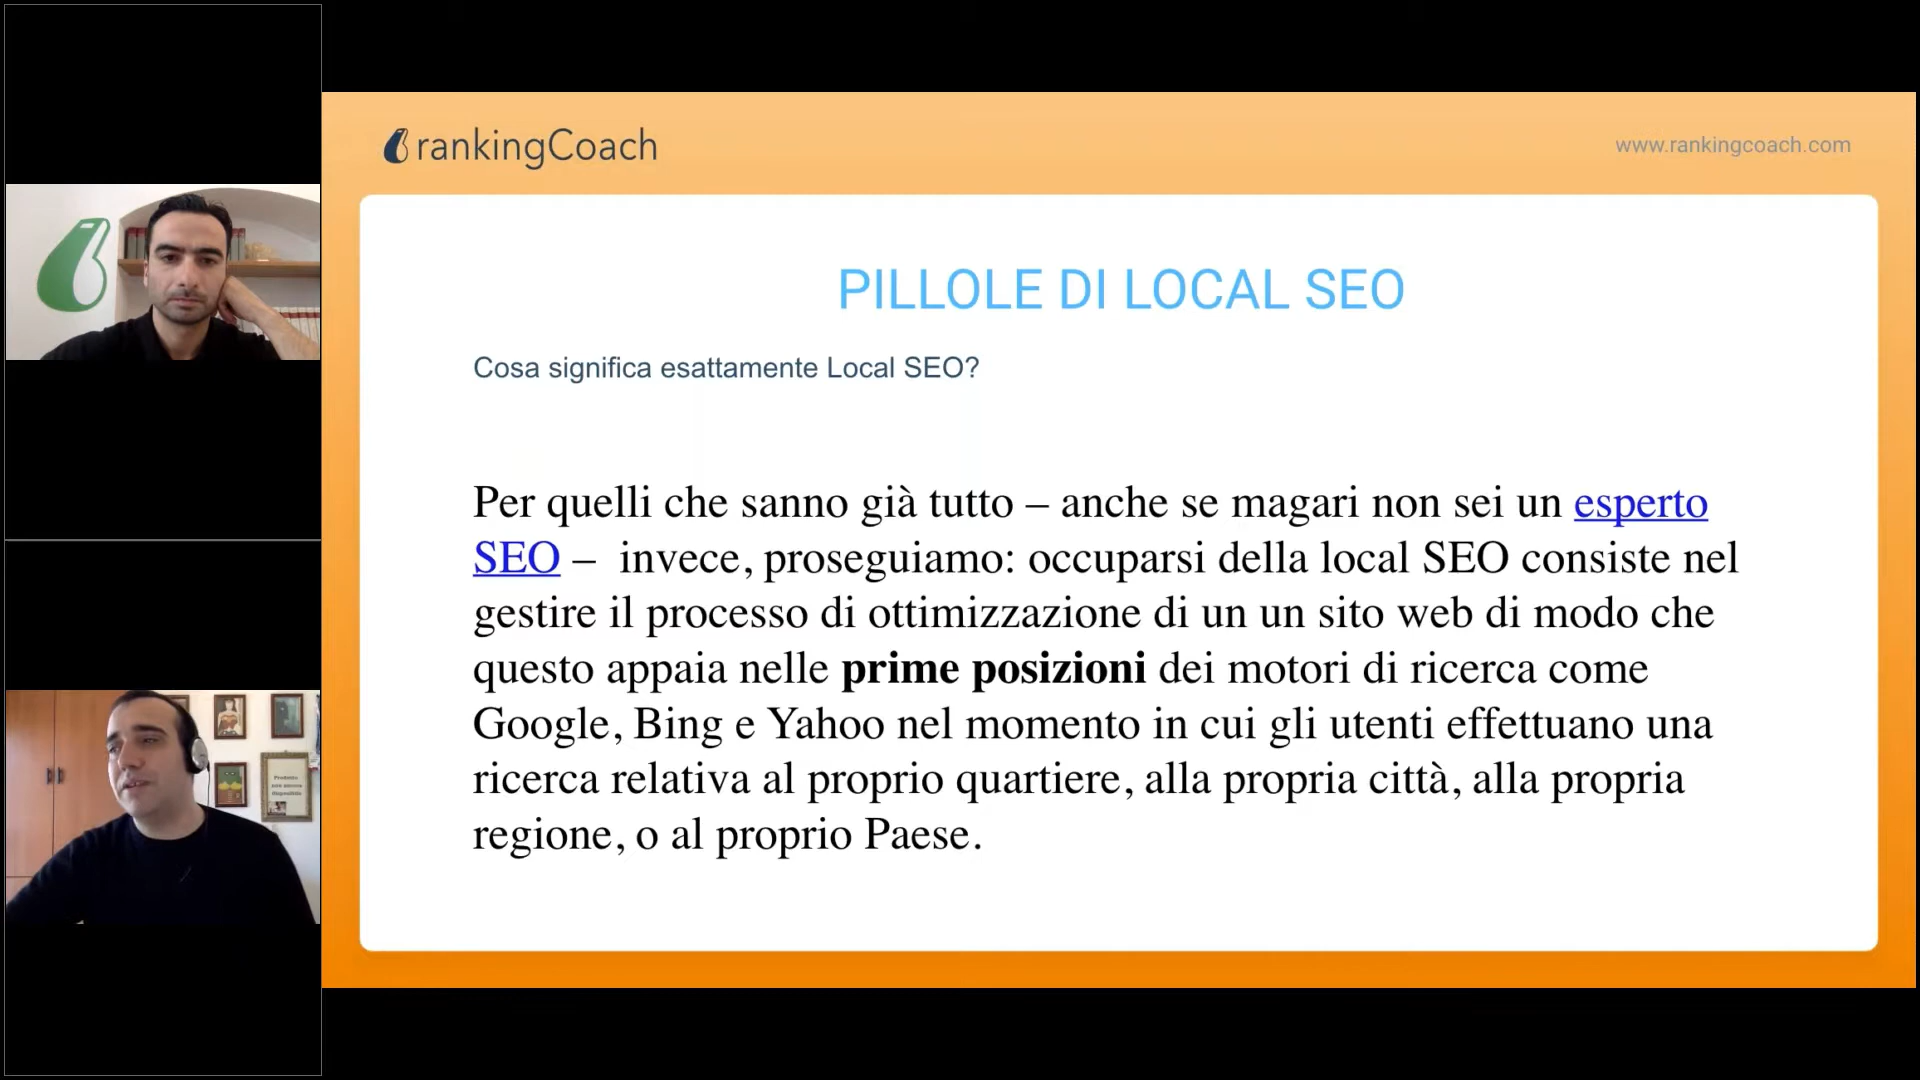 rankingCoach
www.rankingcoach.com
PILLOLE DI LOCAL SEO
Cosa significa esattamente Local SEO?
Per quelli che sanno già tutto – anche se magari non sei un esperto
SEO –  invece, proseguiamo: occuparsi della local SEO consiste nel
gestire il processo di ottimizzazione di un un sito web di modo che
questo appaia nelle prime posizioni dei motori di ricerca come
Google, Bing e Yahoo nel momento in cui gli utenti effettuano una
ricerca relativa al proprio quartiere, alla propria città, alla propria
regione, o al proprio Paese.
Prodotto
non ancora
disponibile